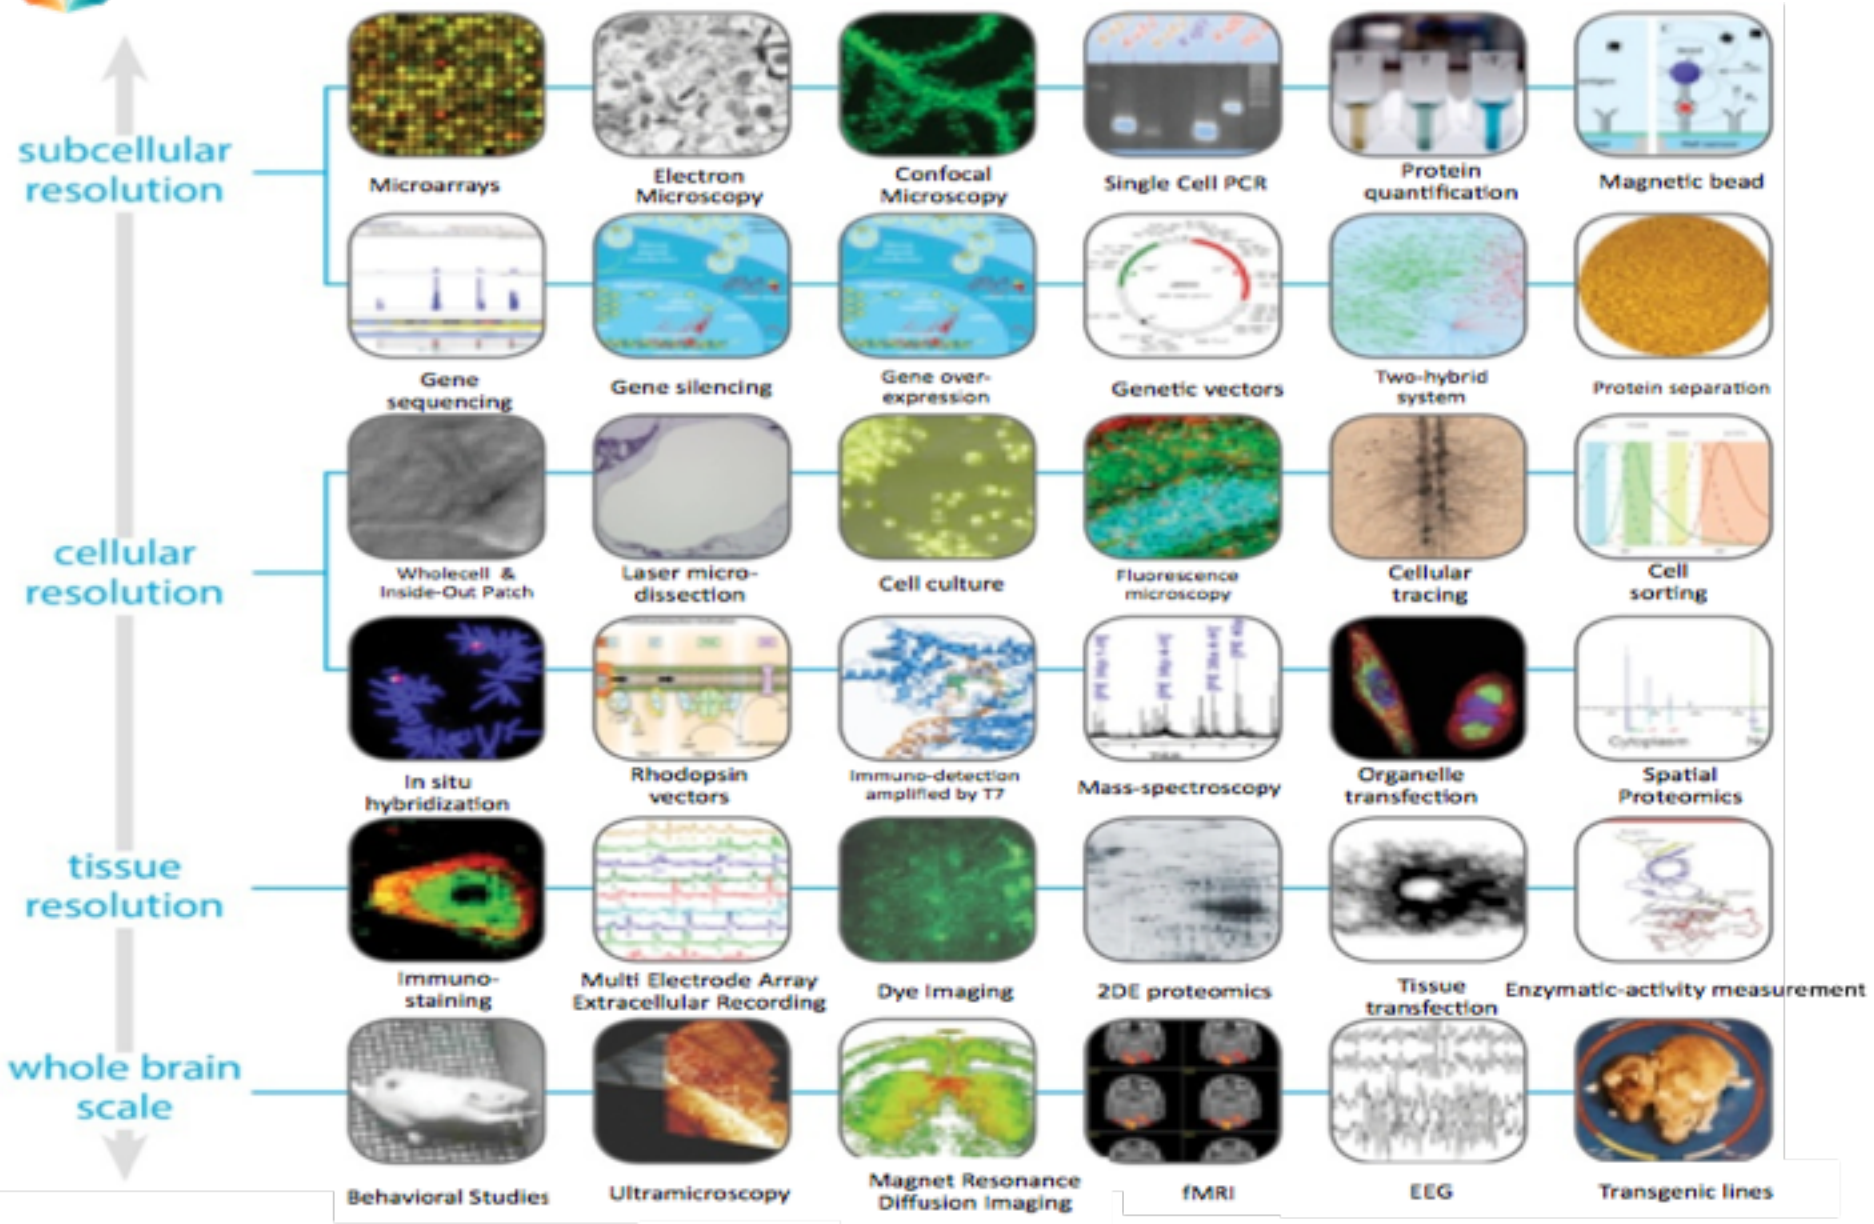 subcellular
resolution
Microarrays
Electron
Microscopy
Confocal
Microscopy
Single Cell PCR
Protein
quantification
Magnetic bead
Gene
sequencing
Gene silencing
Gene over-
expression
Genetic vectors
Two-hybrid
system
Protein separation
cellular
resolution
Wholecell &
Inside-Out Patch
Laser micro-
dissection
Cell culture
Fluorescence
microscopy
Cellular
tracing
Cell
sorting
In situ
hybridization
Rhodopsin
vectors
Immuno-detection
amplified by T7
Mass-spectroscopy
Organelle
transfection
Cytoplasm
Spatial
Proteomics
tissue
resolution
Immuno-
staining
Multi Electrode Array
Extracellular Recording
Dye Imaging
2DE proteomics
Tissue
transfection
Enzymatic-activity measurement
whole brain
scale
Behavioral Studies
Ultramicroscopy
Magnet Resonance
Diffusion Imaging
fMRI
EEG
Transgenic lines